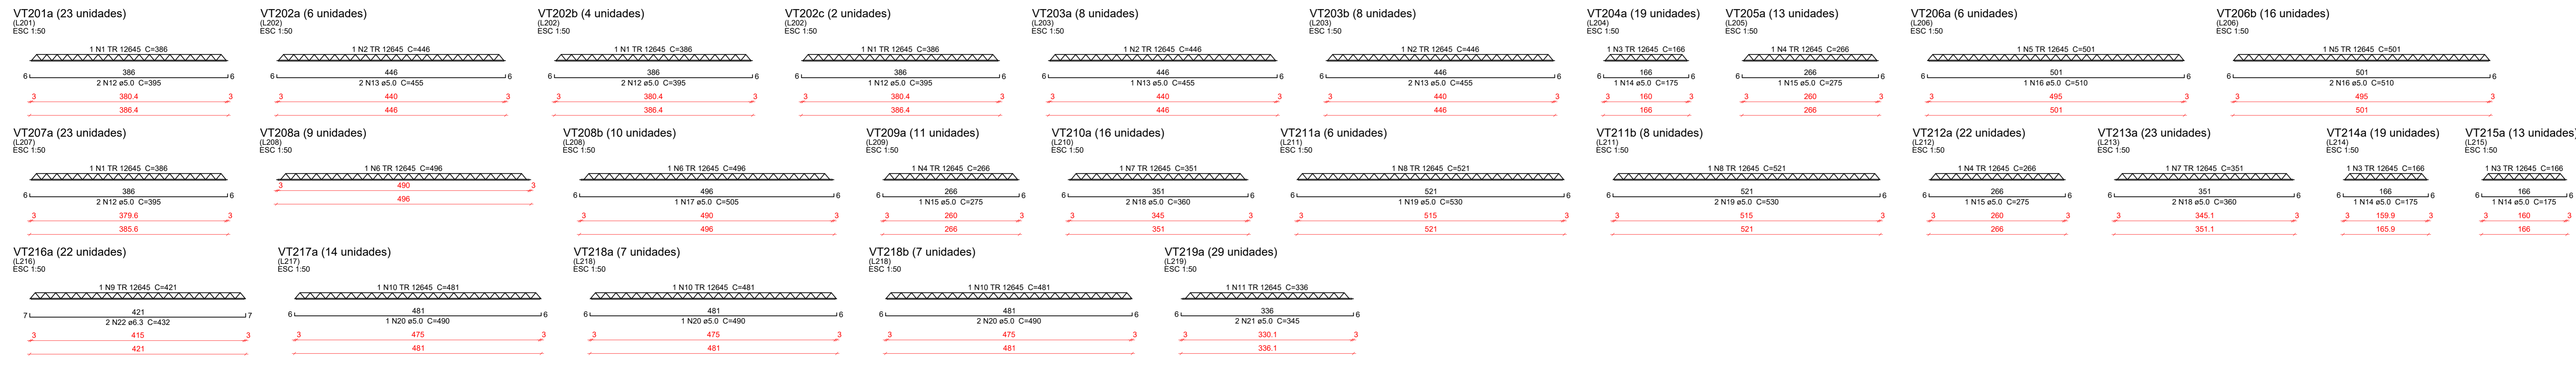 VT201a (23 unidades)
(L201)
ESC 1:50
1 N1 TR 12645 C=386
6 386 6
2 N12 ø5.0 C=395
3 380.4 3
386.4
VT202a (6 unidades)
(L202)
ESC 1:50
1 N2 TR 12645 C=446
6 446 6
2 N13 ø5.0 C=455
3 440 3
446
VT202b (4 unidades)
(L202)
ESC 1:50
1 N1 TR 12645 C=386
6 386 6
2 N12 ø5.0 C=395
3 380.4 3
386.4
VT202c (2 unidades)
(L202)
ESC 1:50
1 N1 TR 12645 C=386
6 386 6
1 N12 ø5.0 C=395
3 380.4 3
386.4
VT203a (8 unidades)
(L203)
ESC 1:50
1 N2 TR 12645 C=446
6 446 6
1 N13 ø5.0 C=455
3 440 3
446
VT203b (8 unidades)
(L203)
ESC 1:50
1 N2 TR 12645 C=446
6 446 6
2 N13 ø5.0 C=455
3 440 3
446
VT204a (19 unidades)
(L204)
ESC 1:50
1 N3 TR 12645 C=166
6 166 6
1 N14 ø5.0 C=175
3 160 3
166
VT205a (13 unidades)
(L205)
ESC 1:50
1 N4 TR 12645 C=266
6 266 6
1 N15 ø5.0 C=275
3 260 3
266
VT206a (6 unidades)
(L206)
ESC 1:50
1 N5 TR 12645 C=501
6 501 6
1 N16 ø5.0 C=510
3 495 3
501
VT206b (16 unidades)
(L206)
ESC 1:50
1 N5 TR 12645 C=501
6 501 6
2 N16 ø5.0 C=510
3 495 3
501
VT207a (23 unidades)
(L207)
ESC 1:50
1 N1 TR 12645 C=386
6 386 6
2 N12 ø5.0 C=395
3 379.6 3
385.6
VT208a (9 unidades)
(L208)
ESC 1:50
1 N6 TR 12645 C=496
3 490 3
496
VT208b (10 unidades)
(L208)
ESC 1:50
1 N6 TR 12645 C=496
6 496 6
1 N17 ø5.0 C=505
3 490 3
496
VT209a (11 unidades)
(L209)
ESC 1:50
1 N4 TR 12645 C=266
6 266 6
1 N15 ø5.0 C=275
3 260 3
266
VT210a (16 unidades)
(L210)
ESC 1:50
1 N7 TR 12645 C=351
6 351 6
2 N18 ø5.0 C=360
3 345 3
351
VT211a (6 unidades)
(L211)
ESC 1:50
1 N8 TR 12645 C=521
6 521 6
1 N19 ø5.0 C=530
3 515 3
521
VT211b (8 unidades)
(L211)
ESC 1:50
1 N8 TR 12645 C=521
6 521 6
2 N19 ø5.0 C=530
3 515 3
521
VT212a (22 unidades)
(L212)
ESC 1:50
1 N4 TR 12645 C=266
6 266 6
1 N15 ø5.0 C=275
3 260 3
266
VT213a (23 unidades)
(L213)
ESC 1:50
1 N7 TR 12645 C=351
6 351 6
2 N18 ø5.0 C=360
3 345.1 3
351.1
VT214a (19 unidades)
(L214)
ESC 1:50
1 N3 TR 12645 C=166
6 166 6
1 N14 ø5.0 C=175
3 159.9 3
165.9
VT215a (13 unidades)
(L215)
ESC 1:50
1 N3 TR 12645 C=166
6 166 6
1 N14 ø5.0 C=175
3 160 3
166
VT216a (22 unidades)
(L216)
ESC 1:50
1 N9 TR 12645 C=421
7 421 7
2 N22 ø6.3 C=432
3 415 3
421
VT217a (14 unidades)
(L217)
ESC 1:50
1 N10 TR 12645 C=481
6 481 6
1 N20 ø5.0 C=490
3 475 3
481
VT218a (7 unidades)
(L218)
ESC 1:50
1 N10 TR 12645 C=481
6 481 6
1 N20 ø5.0 C=490
3 475 3
481
VT218b (7 unidades)
(L218)
ESC 1:50
1 N10 TR 12645 C=481
6 481 6
2 N20 ø5.0 C=490
3 475 3
481
VT219a (29 unidades)
(L219)
ESC 1:50
1 N11 TR 12645 C=336
6 336 6
2 N21 ø5.0 C=345
3 330.1 3
336.1